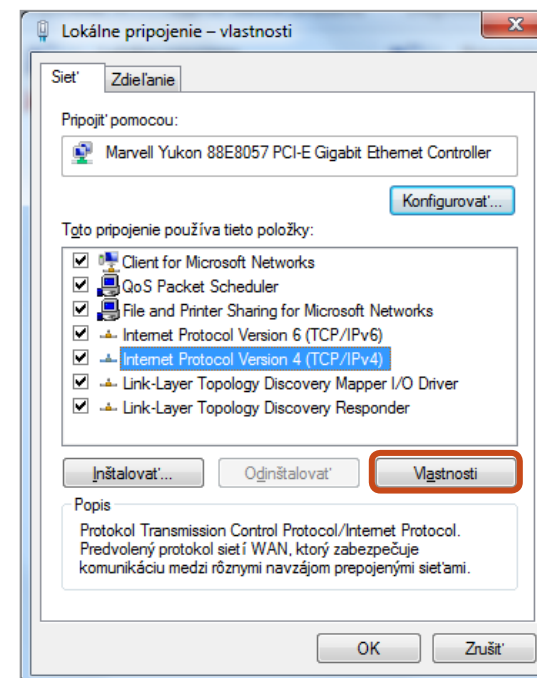 Lokálne pripojenie – vlastnosti
Sieť Zdieľanie
Pripojiť pomocou:
Marvell Yukon 88E8057 PCI-E Gigabit Ethernet Controller
Konfigurovať...
Toto pripojenie používa tieto položky:
Client for Microsoft Networks
QoS Packet Scheduler
File and Printer Sharing for Microsoft Networks
Internet Protocol Version 6 (TCP/IPv6)
Internet Protocol Version 4 (TCP/IPv4)
Link-Layer Topology Discovery Mapper I/O Driver
Link-Layer Topology Discovery Responder
Inštalovať... Odinštalovať Vlastnosti
Popis
Protokol Transmission Control Protocol/Internet Protocol.
Predvolený protokol sietí WAN, ktorý zabezpečuje
komunikáciu medzi rôznymi navzájom prepojenými sieťami.
OK Zrušiť